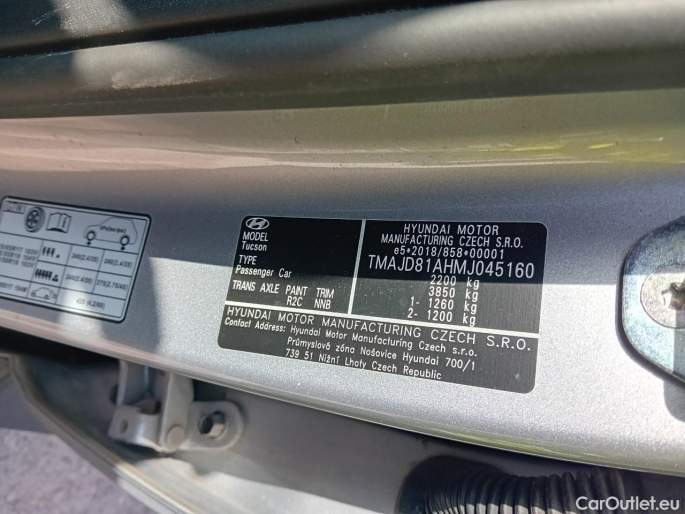 MODEL
Tucson
TYPE
Passenger Car
TRANS AXLE PAINT TRIM
R2C NNB
HYUNDAI MOTOR
MANUFACTURING CZECH S.R.O.
e5*2018/858*00001
TMAJD81AHMJ045160
2200 kg
3850 kg
1- 1260 kg
2- 1200 kg
HYUNDAI MOTOR MANUFACTURING CZECH S.R.O.
Contact Address: Hyundai Motor Manufacturing Czech s.r.o.
Průmyslová zóna Nošovice Hyundai 700/1
739 51 Nižní Lhoty Czech Republic
CarOutlet.eu